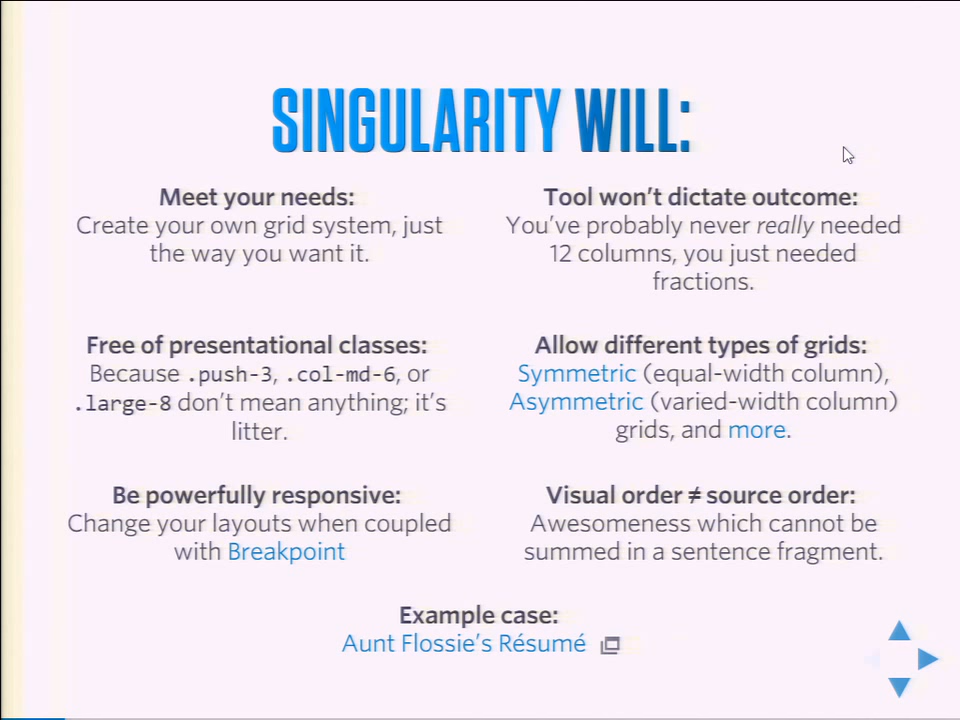 SINGULARITY WILL:
Meet your needs:
Create your own grid system, just
the way you want it.
Tool won’t dictate outcome:
You’ve probably never really needed
12 columns, you just needed
fractions.
Free of presentational classes:
Because .push-3, .col-md-6, or
.large-8 don’t mean anything; it’s
litter.
Allow different types of grids:
Symmetric (equal-width column),
Asymmetric (varied-width column)
grids, and more.
Be powerfully responsive:
Change your layouts when coupled
with Breakpoint
Visual order ≠ source order:
Awesomeness which cannot be
summed in a sentence fragment.
Example case:
Aunt Flossie’s Résumé